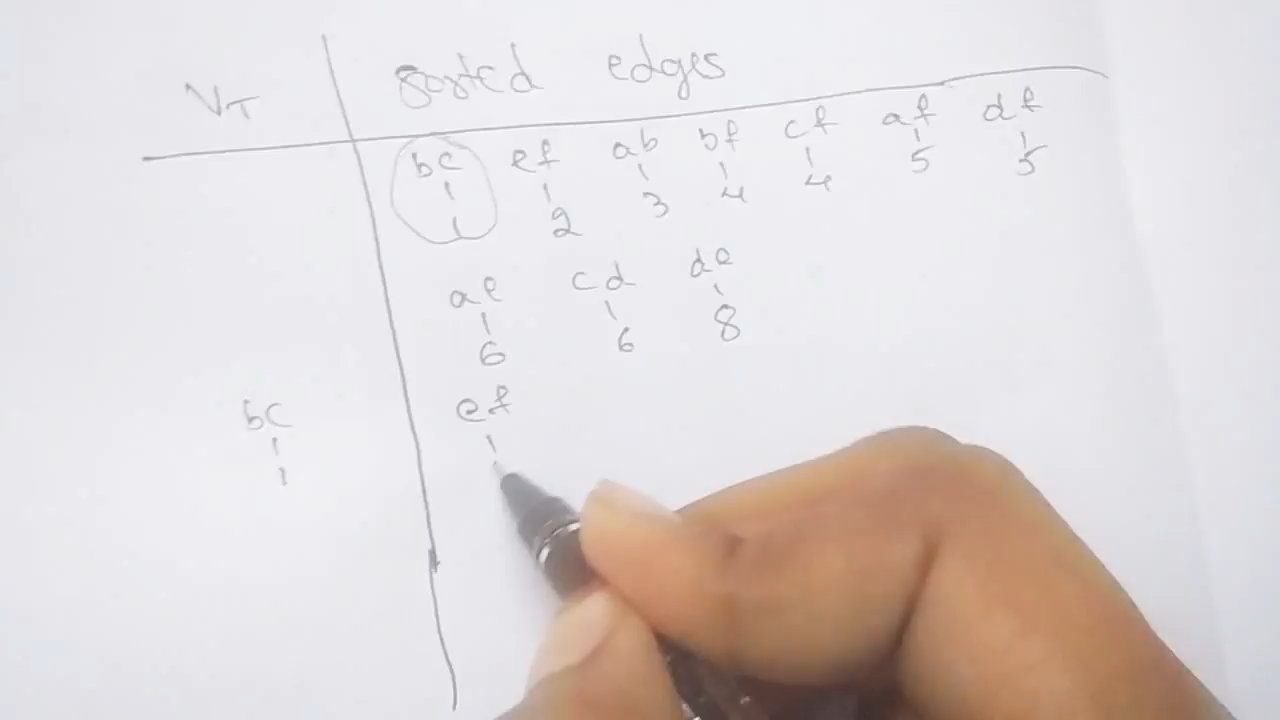 VT sorted edges
bc ef ab bf cf af df
1 2 3 4 4 5 5
ae cd de
6 6 8
bc ef
1